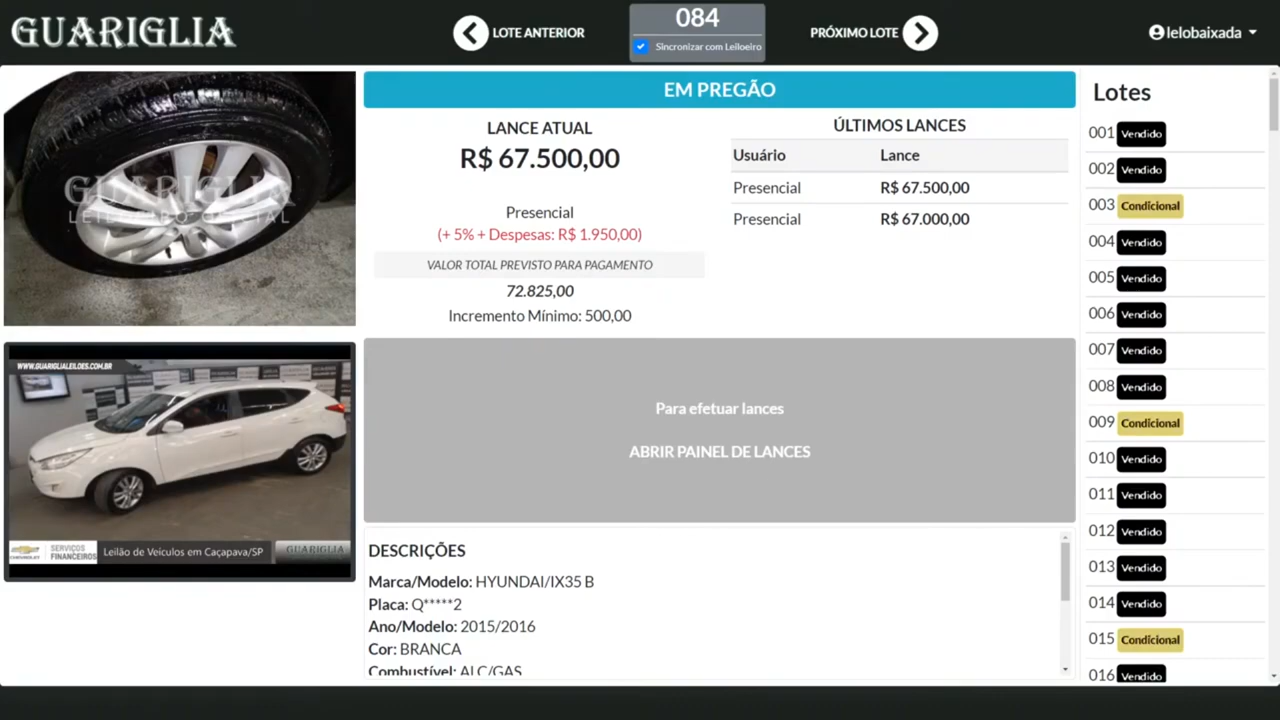 GUARIGLIA
LOTE ANTERIOR
084
Sincronizar com Leiloeiro
PRÓXIMO LOTE
lelobaixada
GUARIGLIA
LEILOEIRO OFICIAL
EM PREGÃO
LANCE ATUAL
R$ 67.500,00
Presencial
(+ 5% + Despesas: R$ 1.950,00)
VALOR TOTAL PREVISTO PARA PAGAMENTO
72.825,00
Incremento Mínimo: 500,00
ÚLTIMOS LANCES
Usuário Lance
Presencial R$ 67.500,00
Presencial R$ 67.000,00
Para efetuar lances
ABRIR PAINEL DE LANCES
WWW.GUARIGLIALEILOES.COM.BR
CHEVROLET
SERVIÇOS
FINANCEIROS
Leilão de Veiculos em Caçapava/SP
GUARIGLIA
DESCRIÇÕES
Marca/Modelo: HYUNDAI/IX35 B
Placa: Q*****2
Ano/Modelo: 2015/2016
Cor: BRANCA
Combustível: ALC/GAS
Lotes
001 Vendido
002 Vendido
003 Condicional
004 Vendido
005 Vendido
006 Vendido
007 Vendido
008 Vendido
009 Condicional
010 Vendido
011 Vendido
012 Vendido
013 Vendido
014 Vendido
015 Condicional
016 Vendido